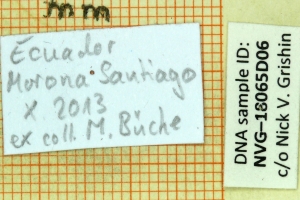 mm
Ecuador
Morona Santiago
X. 2013
ex coll. M. Büche
DNA sample ID:
NVG-18065D06
c/o Nick V. Grishin